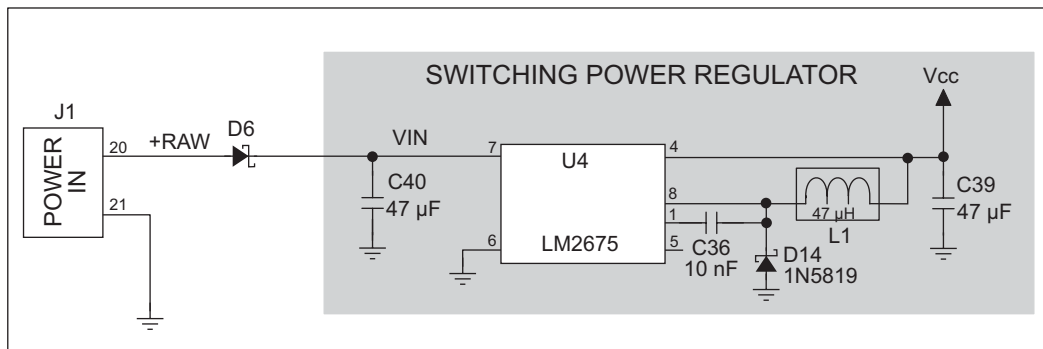 SWITCHING POWER REGULATOR
Vcc
J1
POWER
IN
20
+RAW
D6
VIN
7
U4
4
21
C40
47 µF
8
47 µH
L1
C39
47 µF
1
C36
10 nF
6
LM2675
5
D14
1N5819